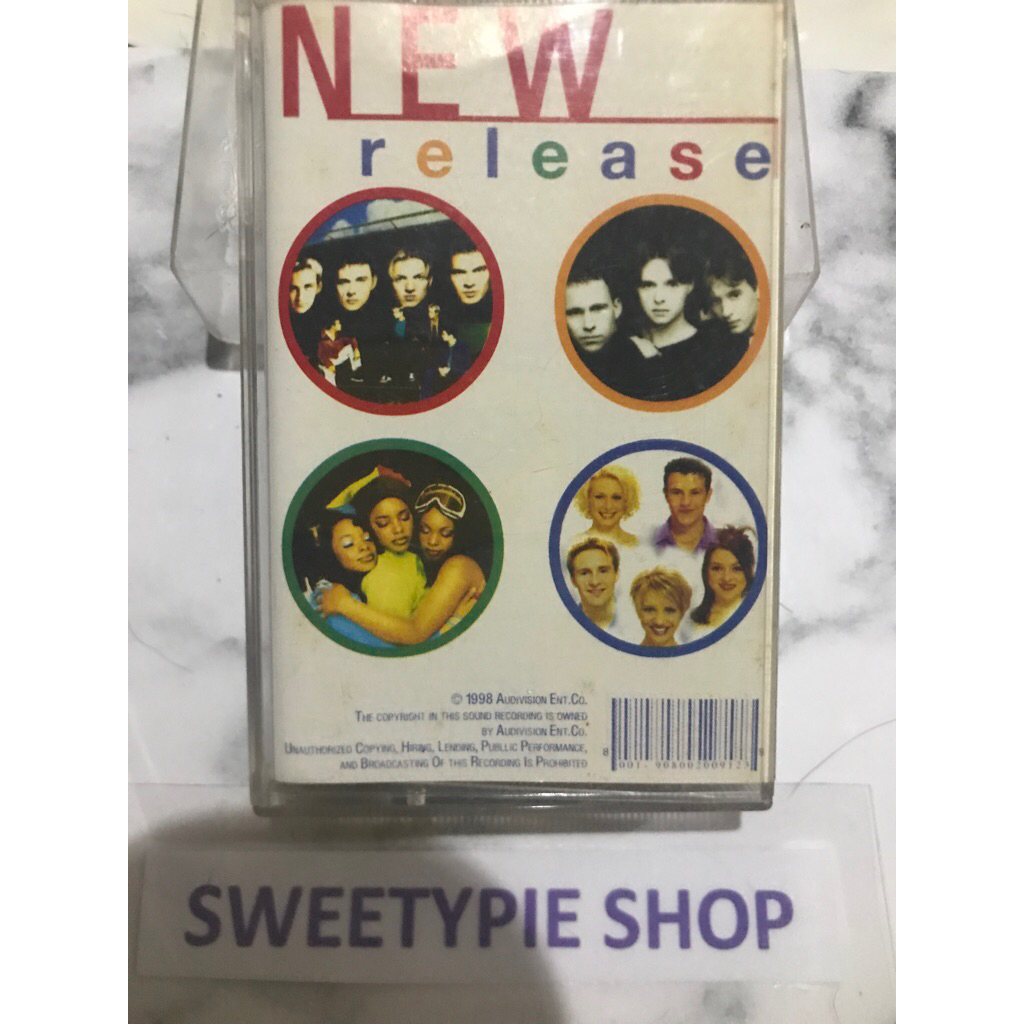 NEW
release
© 1998 AUDIVISION ENT.CO.
THE COPYRIGHT IN THIS SOUND RECORDING IS OWNED
BY AUDIVISION ENT.CO.
UNAUTHORIZED COPYING, HIRING, LENDING, PUBLLIC PERFORMANCE,
AND BROADCASTING OF THIS RECORDING IS PROHIBITED
SWEETYPIE SHOP